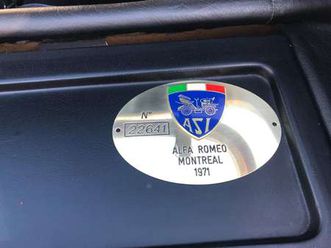 ASI
N°
22641
ALFA ROMEO
MONTREAL
1971